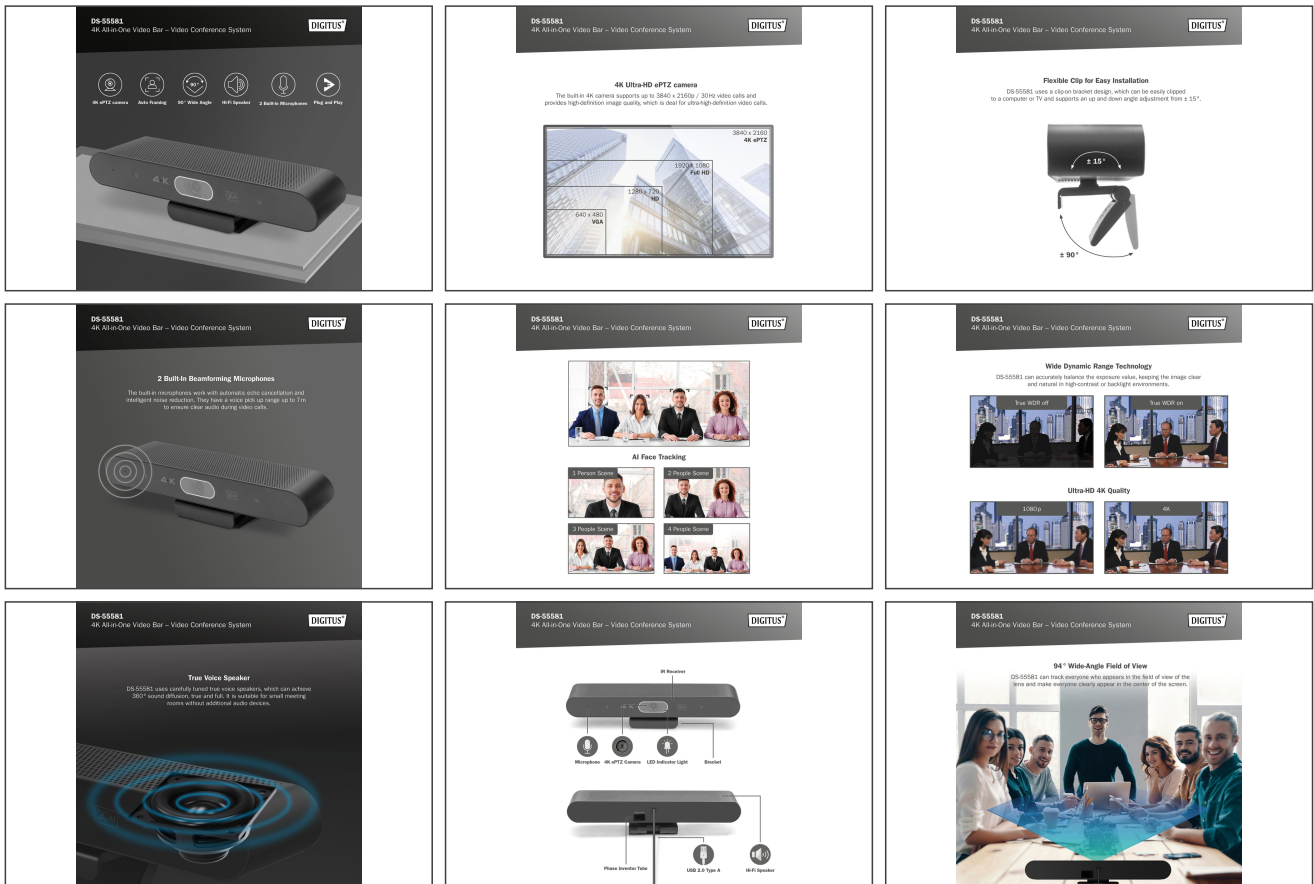 DS-55581
4K All-in-One Video Bar – Video Conference System
DIGITUS®
90°
4K ePTZ camera
Auto Framing
90° Wide Angle
Hi-Fi Speaker
2 Built-in Microphones
Plug and Play
4K
DS-55581
4K All-in-One Video Bar – Video Conference System
DIGITUS®
4K Ultra-HD ePTZ camera
The built-in 4K camera supports up to 3840 x 2160p / 30Hz video calls and
provides high-definition image quality, which is deal for ultra-high-definition video calls.
3840 x 2160
4K ePTZ
1920 x 1080
Full HD
1280 x 720
HD
640 x 480
VGA
DS-55581
4K All-in-One Video Bar – Video Conference System
DIGITUS®
Flexible Clip for Easy Installation
DS-55581 uses a clip-on bracket design, which can be easily clipped
to a computer or TV and supports an up and down angle adjustment from ± 15°.
± 15°
± 90°
DS-55581
4K All-in-One Video Bar – Video Conference System
DIGITUS®
2 Built-In Beamforming Microphones
The built-in microphones work with automatic echo cancellation and
intelligent noise reduction. They have a voice pick up range up to 7m
to ensure clear audio during video calls.
4K
DS-55581
4K All-in-One Video Bar – Video Conference System
DIGITUS®
AI Face Tracking
1 Person Scene
2 People Scene
3 People Scene
4 People Scene
DS-55581
4K All-in-One Video Bar – Video Conference System
DIGITUS®
Wide Dynamic Range Technology
DS-55581 can accurately balance the exposure value, keeping the image clear
and natural in high-contrast or backlight environments.
True WDR off
True WDR on
Ultra-HD 4K Quality
1080p
4K
DS-55581
4K All-in-One Video Bar – Video Conference System
DIGITUS®
True Voice Speaker
DS-55581 uses carefully tuned true voice speakers, which can achieve
360° sound diffusion, true and full. It is suitable for small meeting
rooms without additional audio devices.
DS-55581
4K All-in-One Video Bar – Video Conference System
DIGITUS®
IR Receiver
Microphone
4K ePTZ Camera
LED Indicator Light
Bracket
Phase Invertor Tube
USB 2.0 Type A
Hi-Fi Speaker
DS-55581
4K All-in-One Video Bar – Video Conference System
DIGITUS®
94° Wide-Angle Field of View
DS-55581 can track everyone who appears in the field of view of the
lens and make everyone clearly appear in the center of the screen.